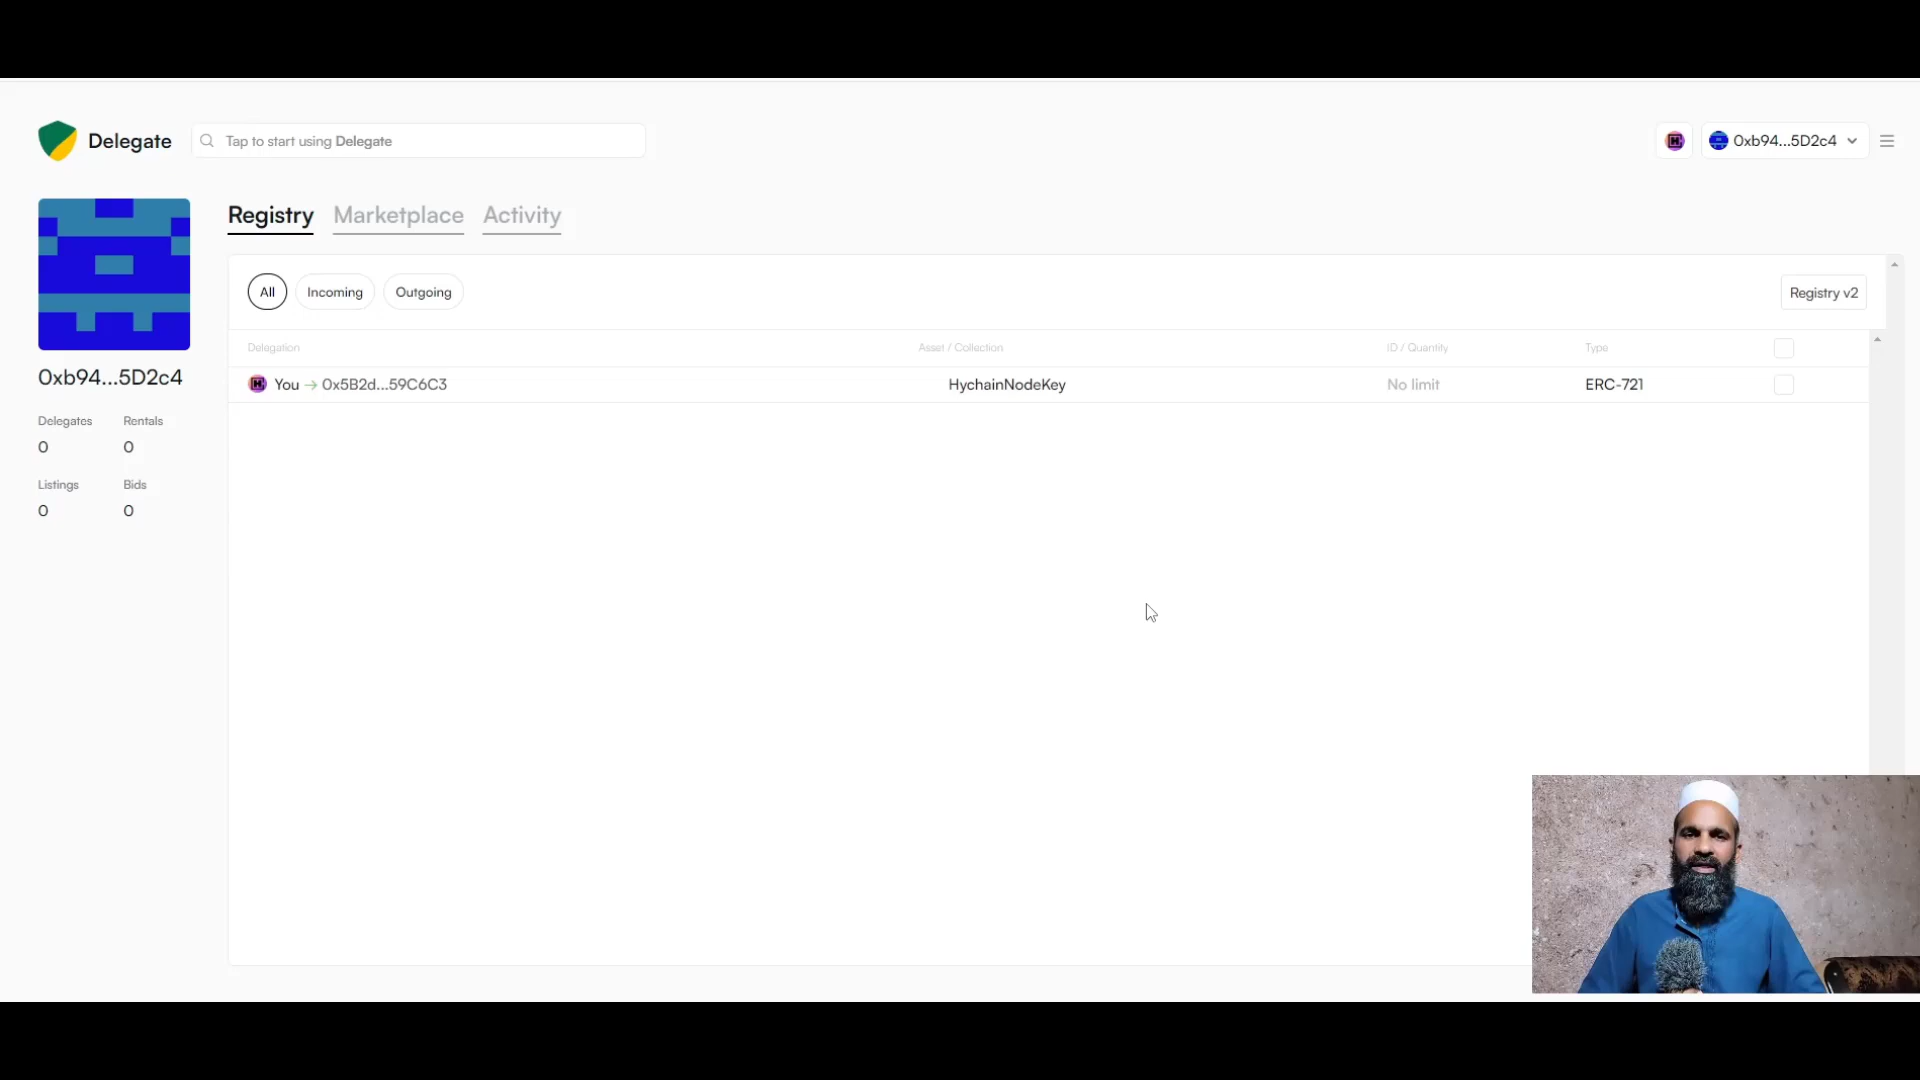 Delegate
Tap to start using Delegate
0xb94...5D2c4
Registry Marketplace Activity
All Incoming Outgoing
Registry v2
Delegation Asset / Collection ID / Quantity Type
You → 0x5B2d...59C6C3 HychainNodeKey No limit ERC-721
0xb94...5D2c4
Delegates Rentals
0 0
Listings Bids
0 0